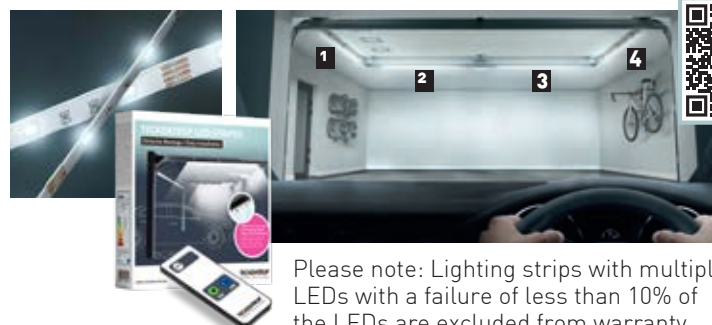 1
2
3
4
Please note: Lighting strips with multipl
LEDs with a failure of less than 10% of
the LEDs are excluded from warranty